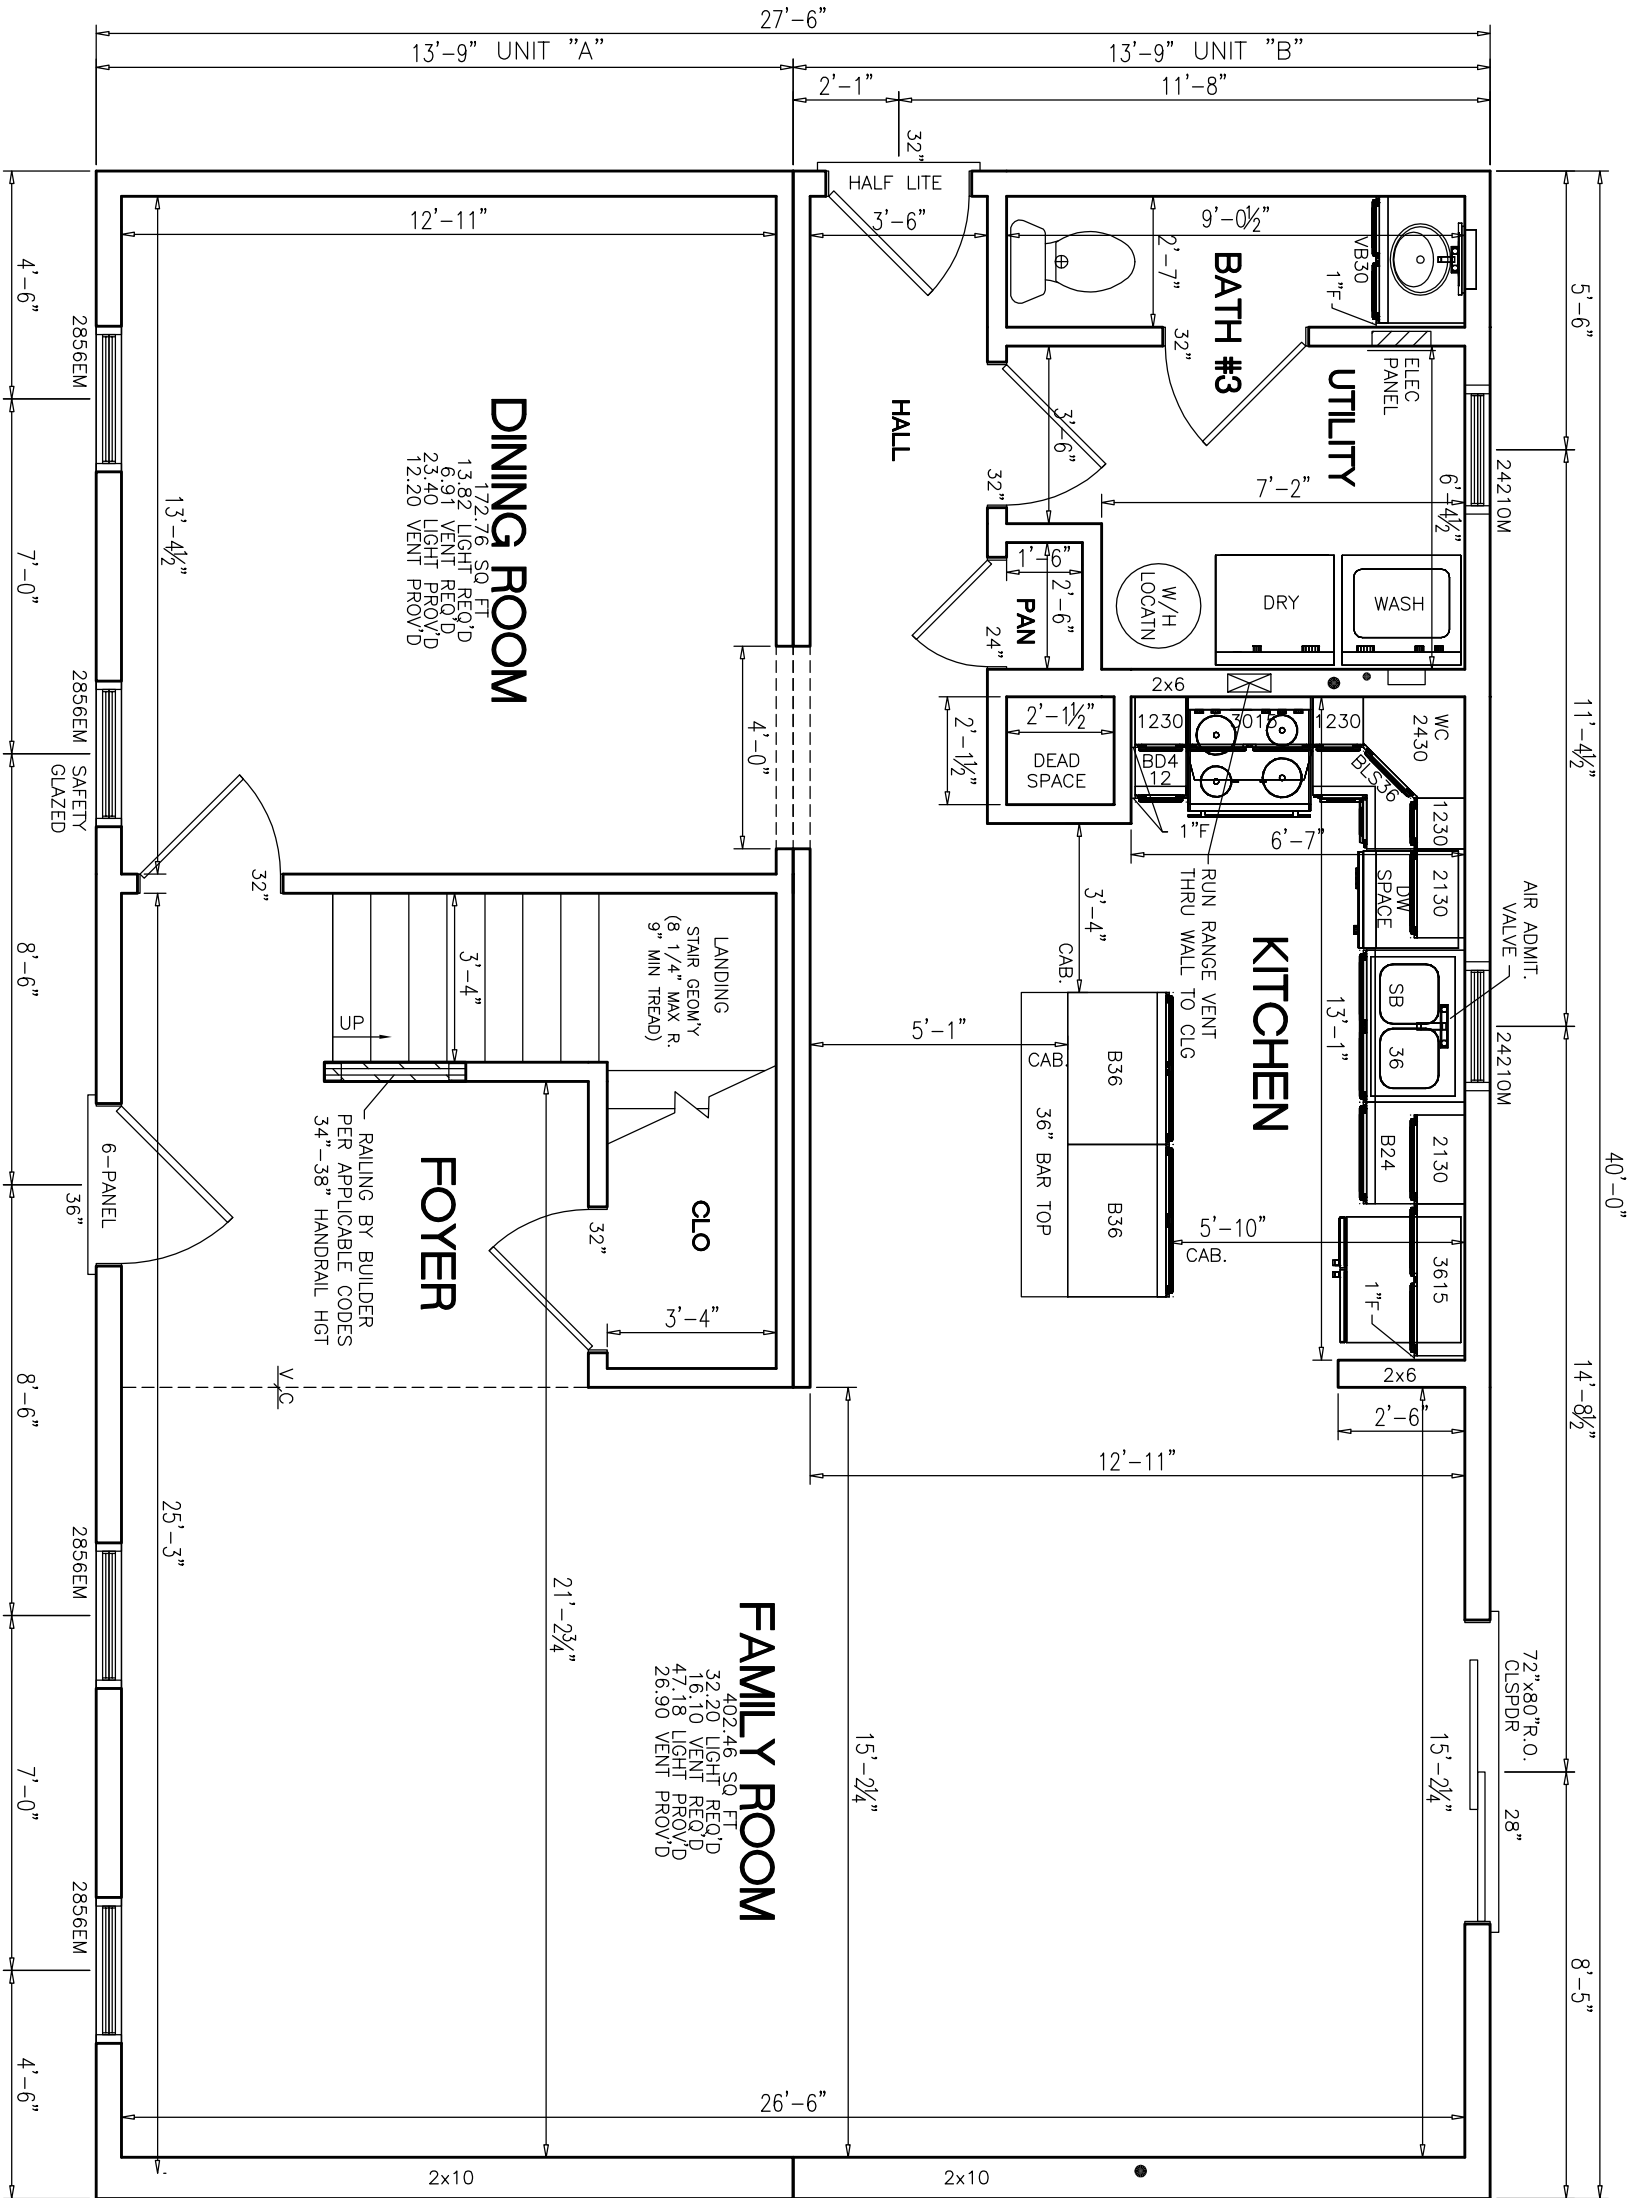 27'-6"
13'-9" UNIT "A"
13'-9" UNIT "B"
2'-1"
11'-8"
32"
HALF LITE
12'-11"
3'-6"
9'-0½"
2'-7"
VB30
1"F
BATH #3
32"
ELEC
PANEL
UTILITY
3'-6"
HALL
32"
7'-2"
6'-4½"
24210M
5'-6"
4'-6"
2856EM
DINING ROOM
172.76 SQ FT
13.82 LIGHT REQ'D
6.91 VENT REQ'D
23.40 LIGHT PROV'D
12.20 VENT PROV'D
13'-4½"
7'-0"
1'-6"
2'-6"
PAN
24"
W/H
LOCATN
DRY
WASH
2x6
2856EM
SAFETY
GLAZED
4'-0"
2'-1½"
2'-1½"
DEAD
SPACE
1230
3015
1230
WC
2430
BD4
12
BLS36
1"F
6'-7"
1230
2130
DW
SPACE
11'-4½"
32"
8'-6"
LANDING
STAIR GEOM'Y
(8 1/4" MAX R.
9" MIN TREAD)
3'-4"
UP
3'-4"
CAB.
RUN RANGE VENT
THRU WALL TO CLG
KITCHEN
13'-1"
AIR ADMIT.
VALVE
SB
36
24210M
5'-1"
CAB.
B36
B36
36" BAR TOP
B24
2130
5'-10"
CAB.
3615
1"F
40'-0"
RAILING BY BUILDER
PER APPLICABLE CODES
34"-38" HANDRAIL HGT
FOYER
6-PANEL
36"
CLO
32"
3'-4"
V
C
2x6
2'-6"
14'-8½"
8'-6"
12'-11"
25'-3"
2856EM
21'-2¾"
FAMILY ROOM
402.46 SQ FT
32.20 LIGHT REQ'D
16.10 VENT REQ'D
47.18 LIGHT PROV'D
26.90 VENT PROV'D
15'-2¼"
15'-2¼"
72"x80"R.O.
CLSPDR
28"
7'-0"
2856EM
8'-5"
4'-6"
26'-6"
2x10
2x10